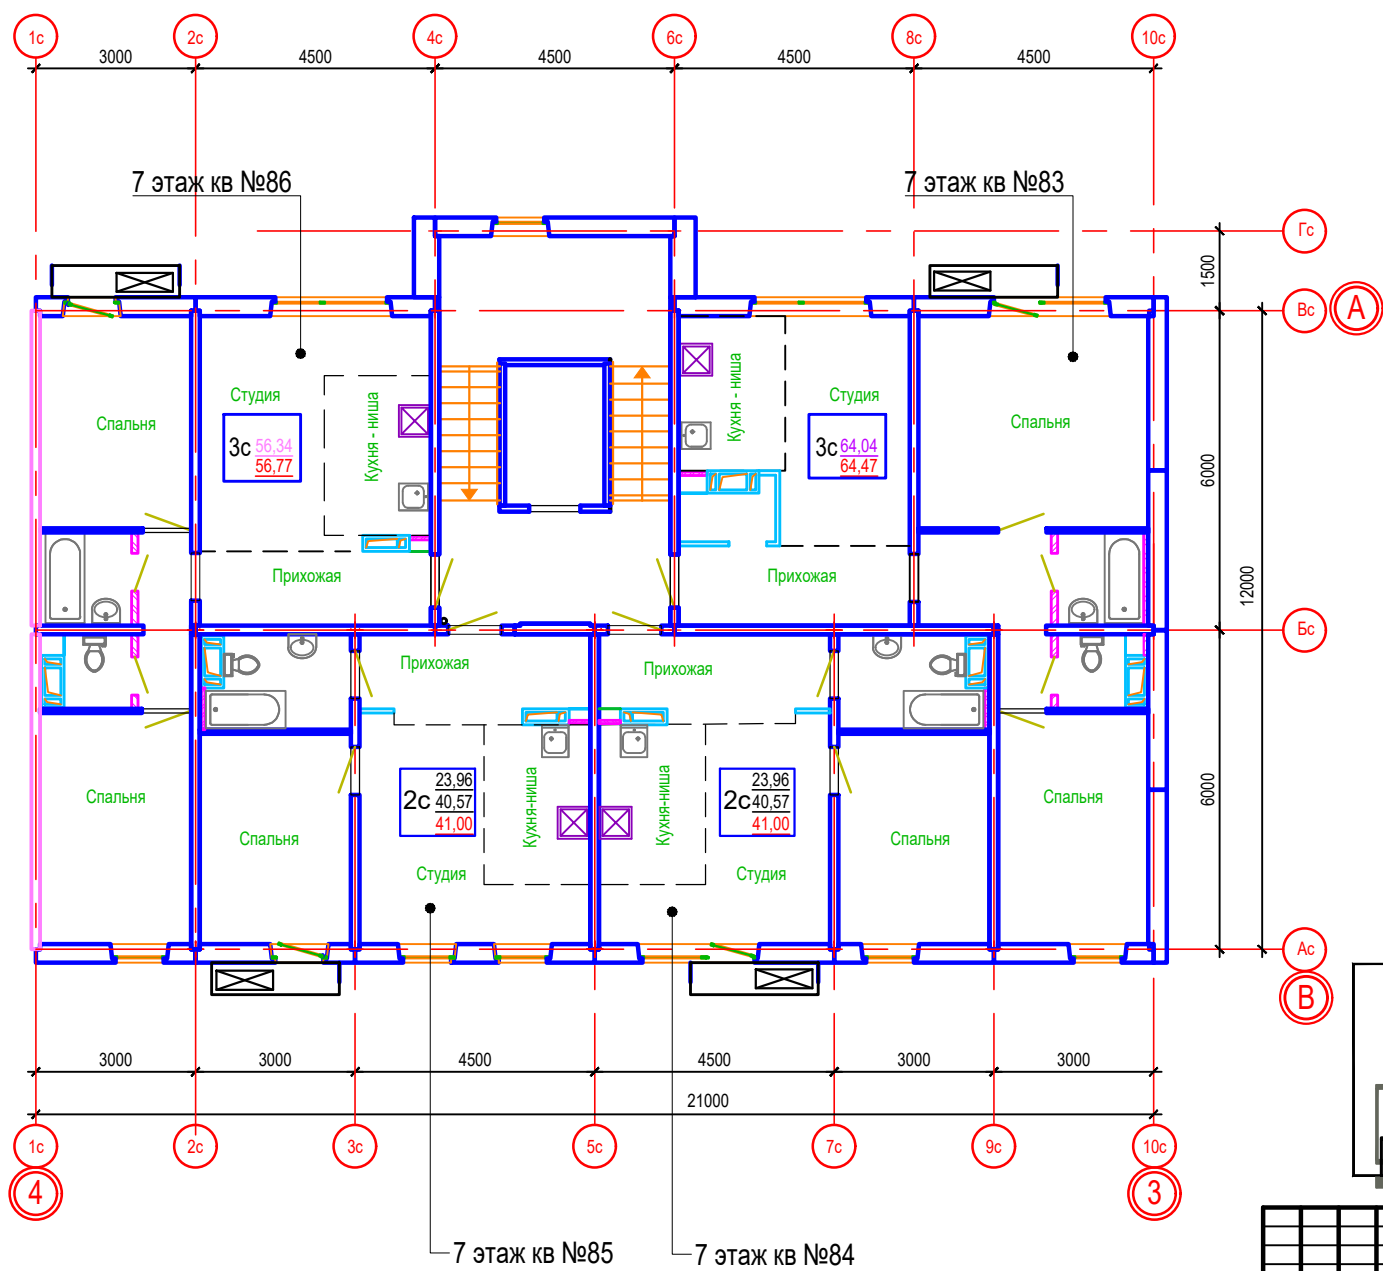 1с 2с 4с 6с 8с 10с
3000 4500 4500 4500 4500
7 этаж кв №86 7 этаж кв №83
Гс
1500
Вс А
Студия Кухня - ниша Кухня - ниша Студия
Спальня Спальня
3с 56,34
56,77
3с 64,04
64,47
6000
12000
Прихожая Прихожая
Бс
Прихожая Прихожая
Спальня Спальня
2с 23,96
40,57
41,00
2с 23,96
40,57
41,00
6000
Кухня-ниша Кухня-ниша
Спальня Спальня
Студия Студия
Ас
В
3000 3000 4500 4500 3000 3000
21000
1с 2с 3с 5с 7с 9с 10с
4 3
7 этаж кв №85 7 этаж кв №84